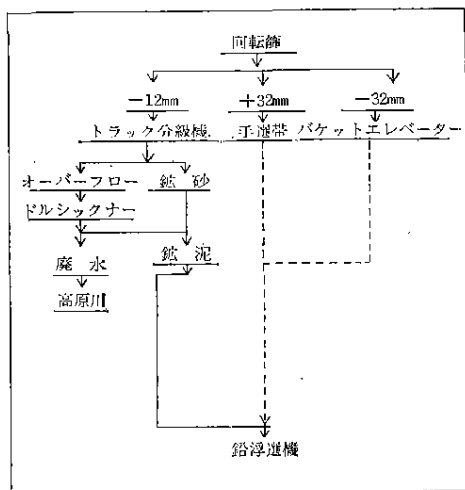 回転篩
−12mm ＋32mm −32mm
トラック分級機 手選帯 バケットエレベーター
オーバーフロー 鉱砂
ドルシックナー
廃水 鉱泥
高原川
鉛浮選機